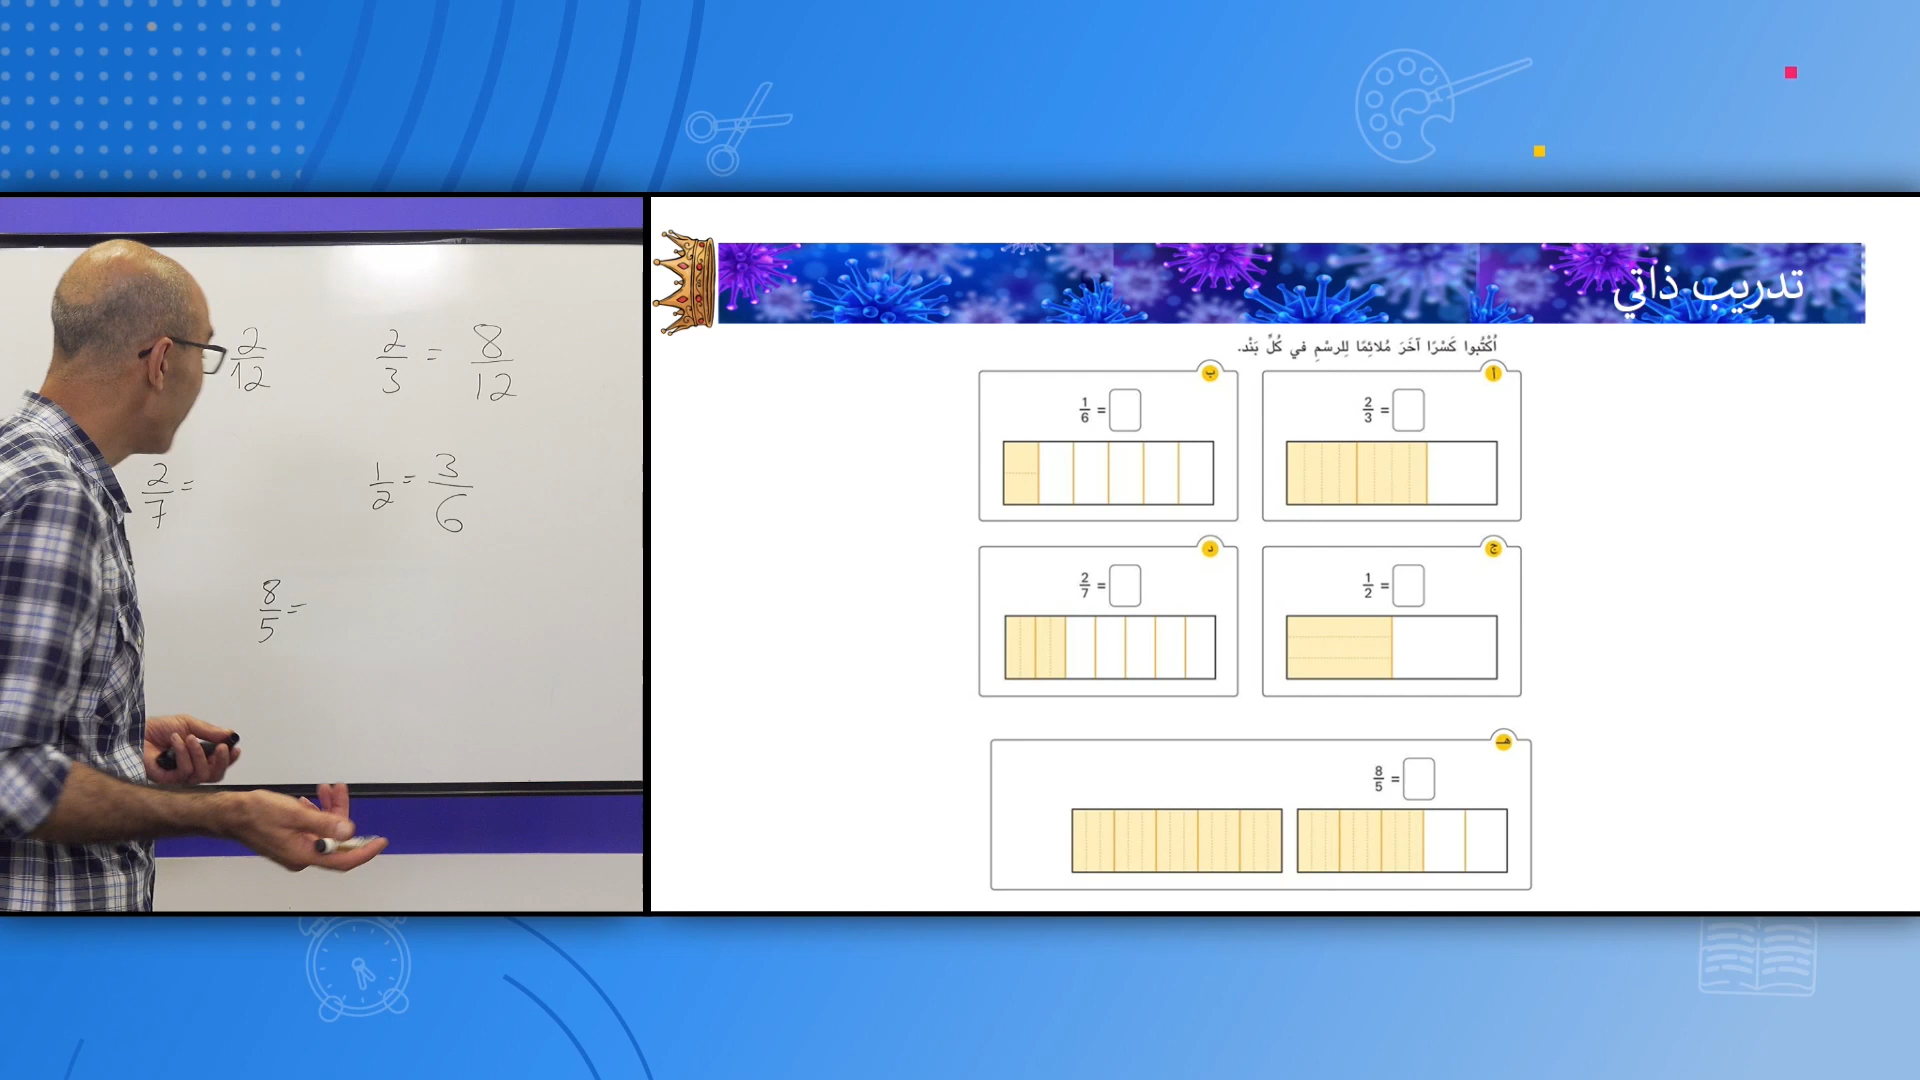 تدريب ذاتي
اُكْتُبوا كَسْرًا آخَرَ مُلائِمًا لِلرسْمِ في كُلِّ بَنْد.
أ
2/3 =
ب
1/6 =
ج
1/2 =
د
2/7 =
هـ
8/5 =
2/12
2/3 = 8/12
2/7 =
1/2 = 3/6
8/5 =